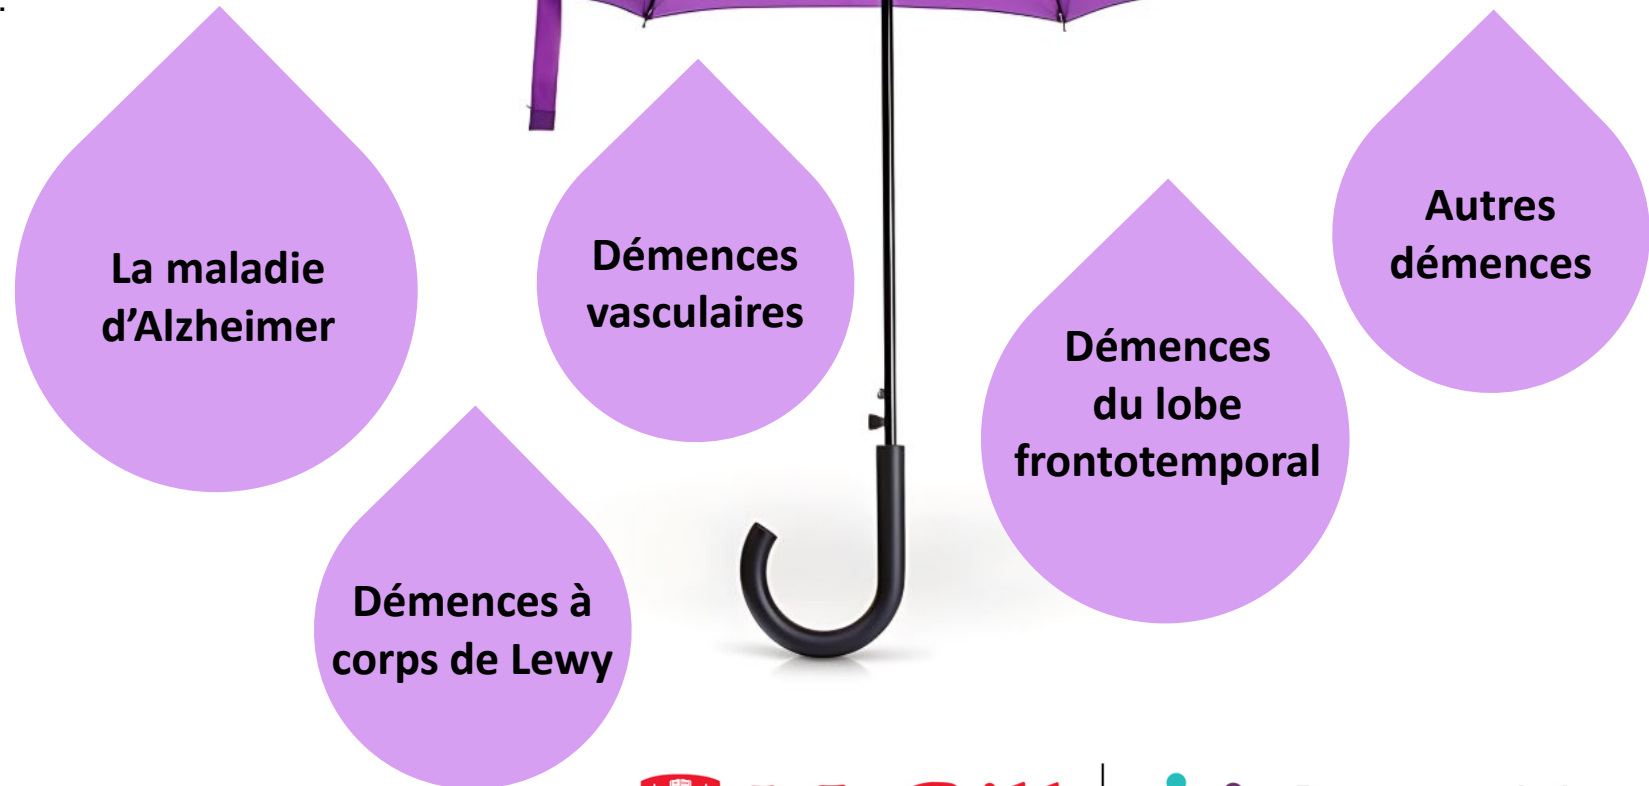 La maladie
d’Alzheimer
Démences
vasculaires
Autres
démences
Démences
du lobe
frontotemporal
Démences à
corps de Lewy